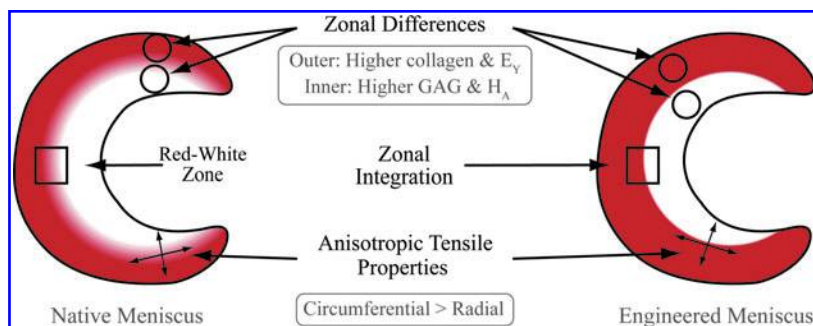 Zonal Differences
Outer: Higher collagen & E_Y
Inner: Higher GAG & H_A
Red-White
Zone
Zonal
Integration
Anisotropic Tensile
Properties
Circumferential > Radial
Native Meniscus
Engineered Meniscus